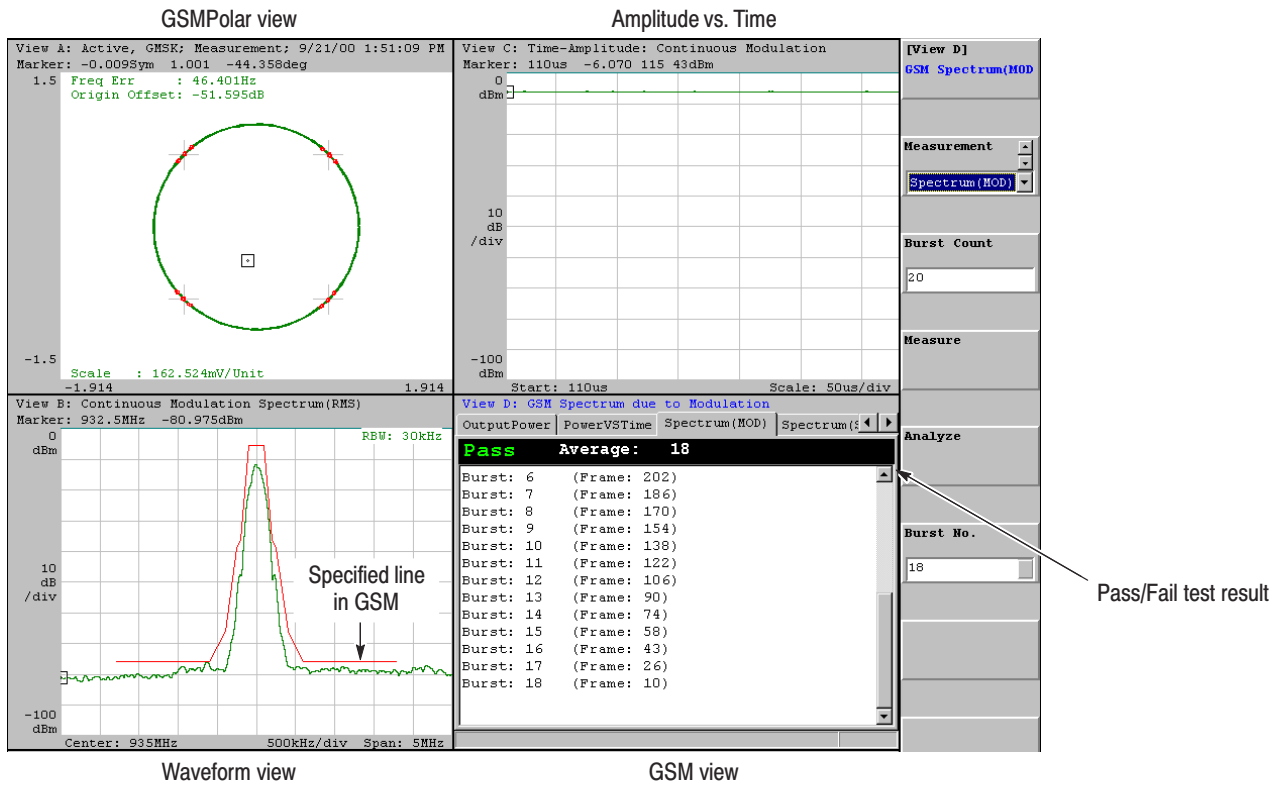 GSMPolar view
Amplitude vs. Time
View A: Active, GMSK; Measurement; 9/21/00 1:51:09 PM
Marker: -0.009Sym 1.001 -44.358deg
1.5
Freq Err : 46.401Hz
Origin Offset: -51.595dB
-1.5
Scale : 162.524mV/Unit
-1.914
1.914
View C: Time-Amplitude: Continuous Modulation
Marker: 110us -6.070 115 43dBm
0
dBm
10
dB
/div
-100
dBm
Start: 110us
Scale: 50us/div
View B: Continuous Modulation Spectrum(RMS)
Marker: 932.5MHz -80.975dBm
0
dBm
RBW: 30kHz
10
dB
/div
Specified line
in GSM
-100
dBm
Center: 935MHz
500kHz/div
Span: 5MHz
View D: GSM Spectrum due to Modulation
OutputPower
PowerVSTime
Spectrum(MOD)
Spectrum(S
Pass
Average: 18
Burst: 6 (Frame: 202)
Burst: 7 (Frame: 186)
Burst: 8 (Frame: 170)
Burst: 9 (Frame: 154)
Burst: 10 (Frame: 138)
Burst: 11 (Frame: 122)
Burst: 12 (Frame: 106)
Burst: 13 (Frame: 90)
Burst: 14 (Frame: 74)
Burst: 15 (Frame: 58)
Burst: 16 (Frame: 43)
Burst: 17 (Frame: 26)
Burst: 18 (Frame: 10)
[View D]
GSM Spectrum(MOD
Measurement
Spectrum(MOD)
Burst Count
20
Measure
Analyze
Burst No.
18
Pass/Fail test result
Waveform view
GSM view